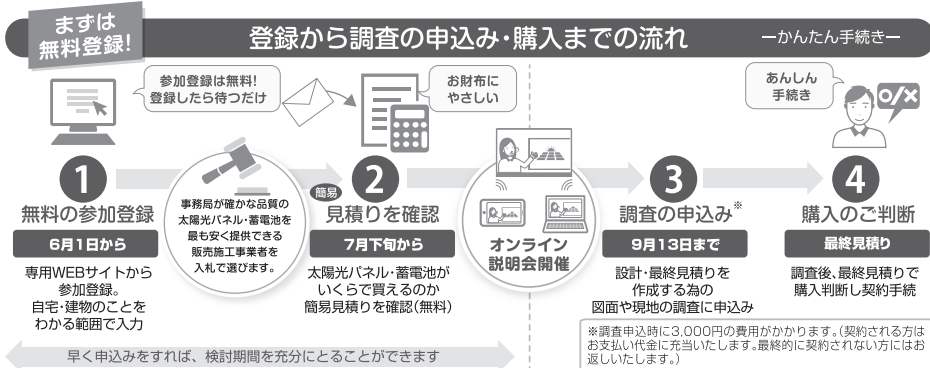 まずは
無料登録!
登録から調査の申込み・購入までの流れ
ーかんたん手続きー
参加登録は無料!
登録したら待つだけ
お財布に
やさしい
あんしん
手続き
o/×
1
無料の参加登録
6月1日から
専用WEBサイトから
参加登録。
自宅・建物のことを
わかる範囲で入力
事務局が確かな品質の
太陽光パネル・蓄電池を
最も安く提供できる
販売施工事業者を
入札で選びます。
簡易
2
見積りを確認
7月下旬から
太陽光パネル・蓄電池が
いくらで買えるのか
簡易見積りを確認(無料)
オンライン
説明会開催
3
調査の申込み※
9月13日まで
設計・最終見積りを
作成する為の
図面や現地の調査に申込み
4
購入のご判断
最終見積り
調査後、最終見積りで
購入判断し契約手続
早く申込みをすれば、検討期間を充分にとることができます
※調査申込時に3,000円の費用がかかります。(契約される方は
お支払い代金に充当いたします。最終的に契約されない方にはお
返しいたします。)